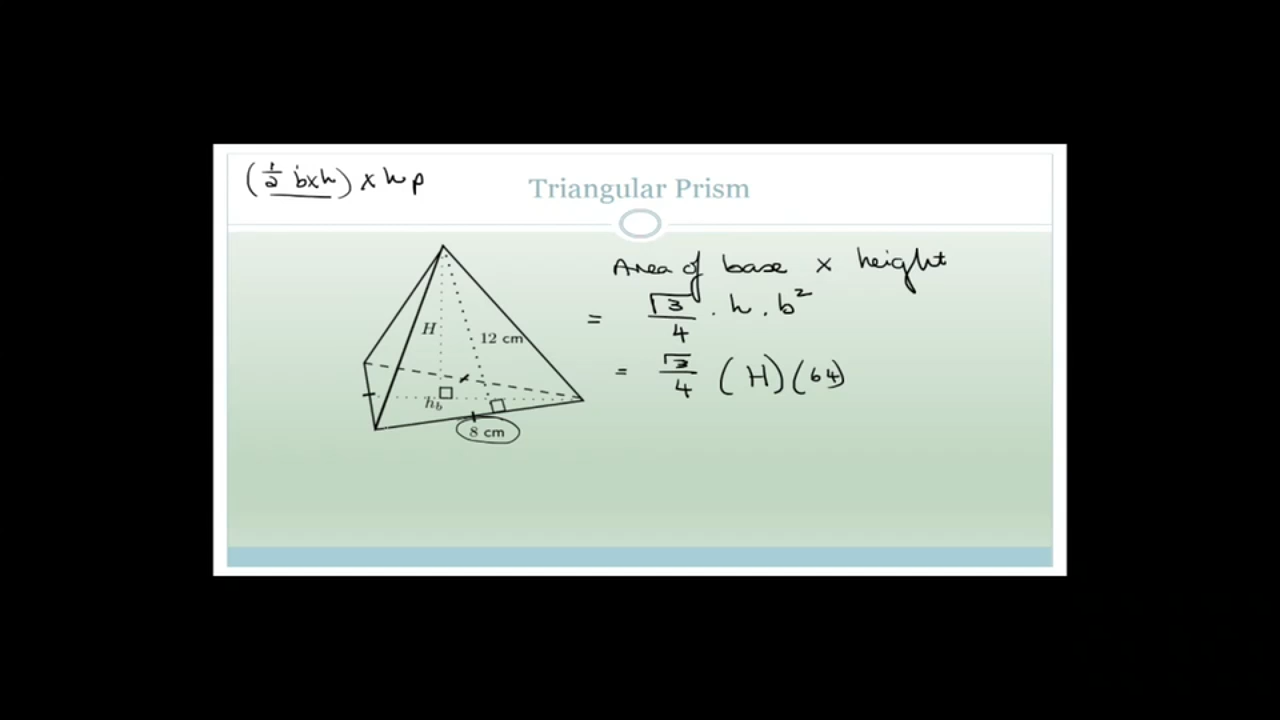 (1/2 b×h) × h p
Triangular Prism
Area of base × height
= √3/4 . h . b²
= √3/4 (H)(64)
H
12 cm
h_b
8 cm